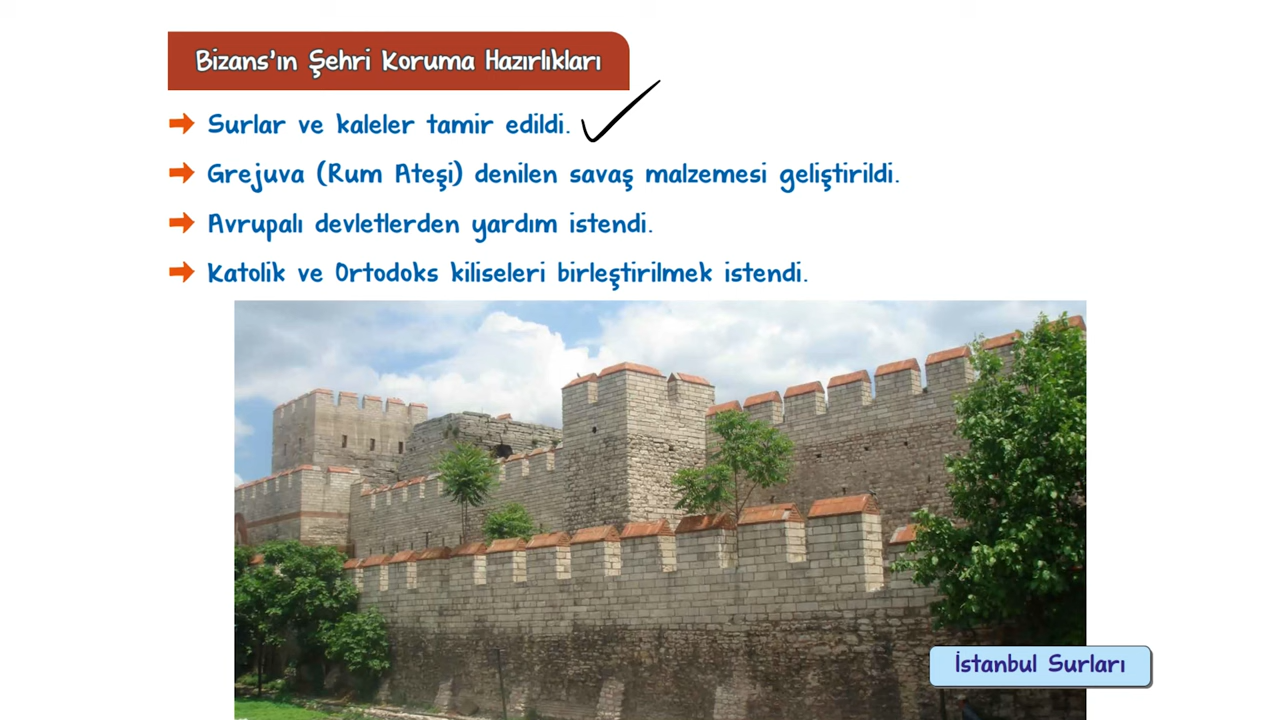 Bizans'ın Şehri Koruma Hazırlıkları
Surlar ve kaleler tamir edildi.
Grejuva (Rum Ateşi) denilen savaş malzemesi geliştirildi.
Avrupalı devletlerden yardım istendi.
Katolik ve Ortodoks kiliseleri birleştirilmek istendi.
İstanbul Surları